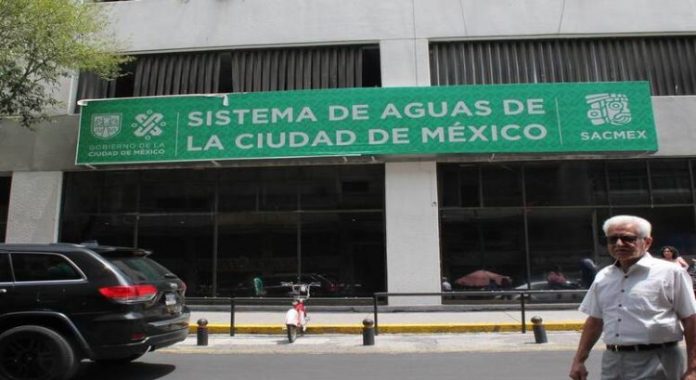 SISTEMA DE AGUAS DE
LA CIUDAD DE MÉXICO
GOBIERNO DE LA
CIUDAD DE MÉXICO
SACMEX